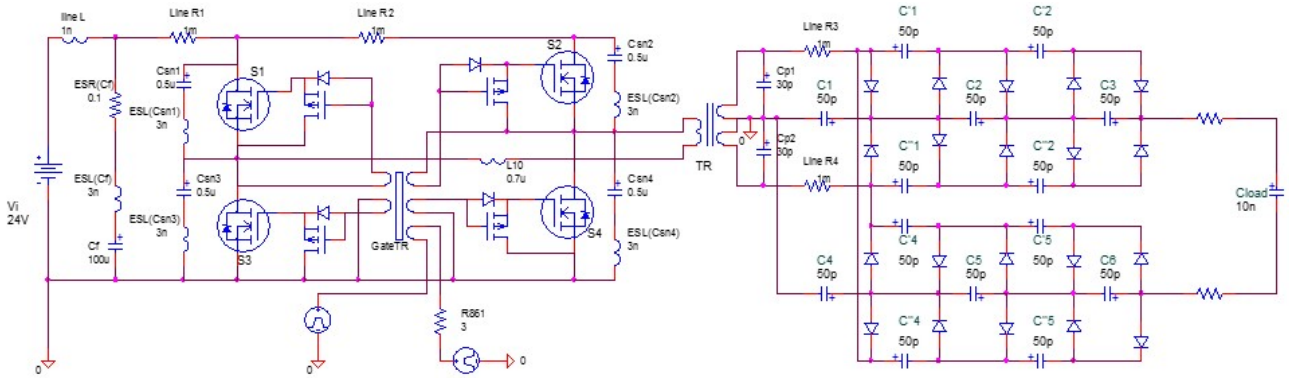 line L
1n
Line R1
1m
Line R2
1m
ESR(Cf)
0.1
ESL(Cf)
3n
Cf
100u
Vi
24V
0
Csn1
0.5u
ESL(Csn1)
3n
Csn3
0.5u
ESL(Csn3)
3n
S1
S3
S2
S4
Csn2
0.5u
ESL(Csn2)
3n
Csn4
0.5u
ESL(Csn4)
3n
L10
0.7u
GateTR
R861
3
0
0
TR
0
Cp1
30p
Cp2
30p
Line R3
1m
Line R4
1m
C'1
50p
C'2
50p
C1
50p
C2
50p
C3
50p
C''1
50p
C''2
50p
C'4
50p
C'5
50p
C4
50p
C5
50p
C6
50p
C''4
50p
C''5
50p
Cload
10n